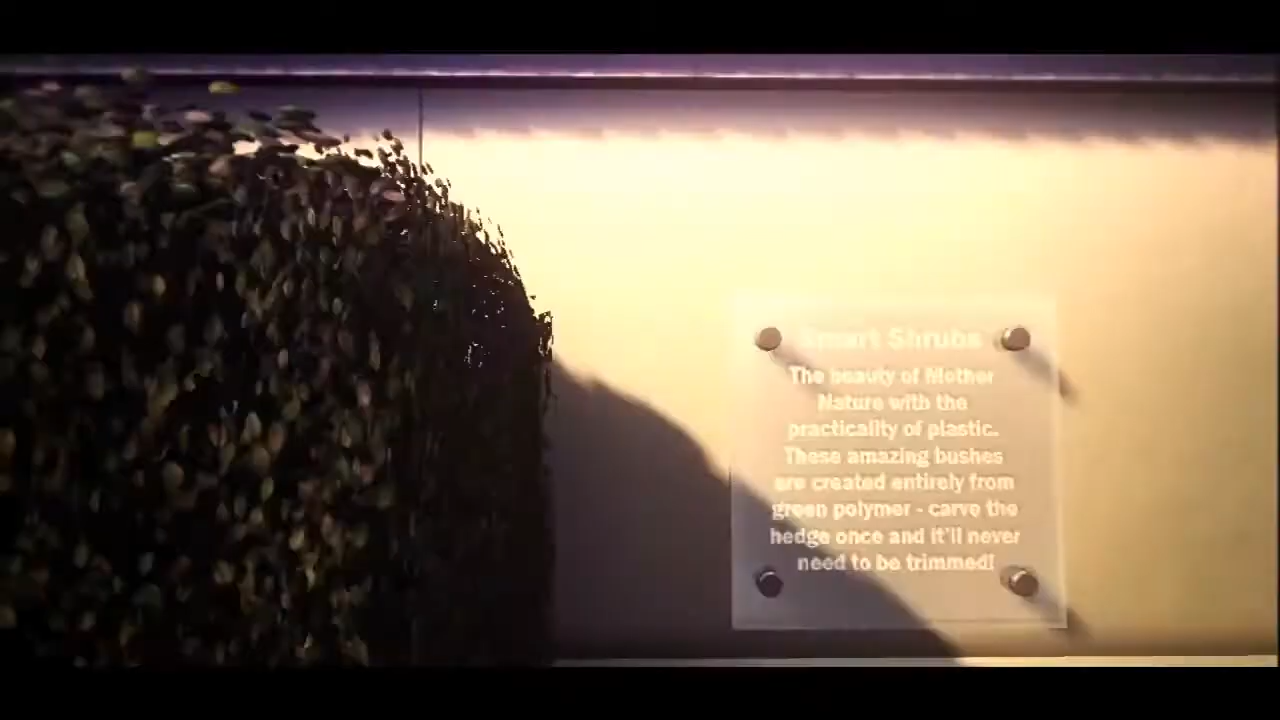 Smart Shrubs
The beauty of Mother
Nature with the
practicality of plastic.
These amazing bushes
are created entirely from
green polymer - carve the
hedge once and it'll never
need to be trimmed!